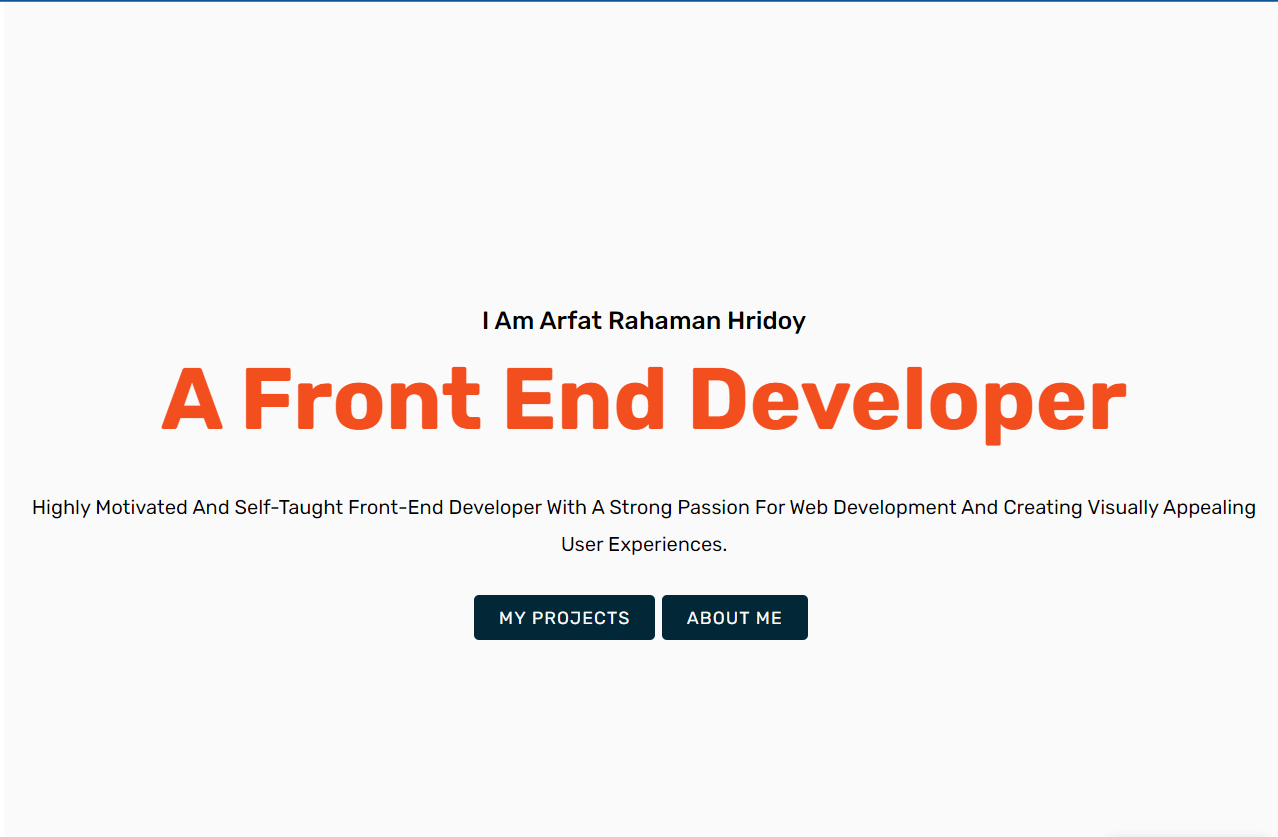 I Am Arfat Rahaman Hridoy
A Front End Developer
Highly Motivated And Self-Taught Front-End Developer With A Strong Passion For Web Development And Creating Visually Appealing
User Experiences.
MY PROJECTS ABOUT ME